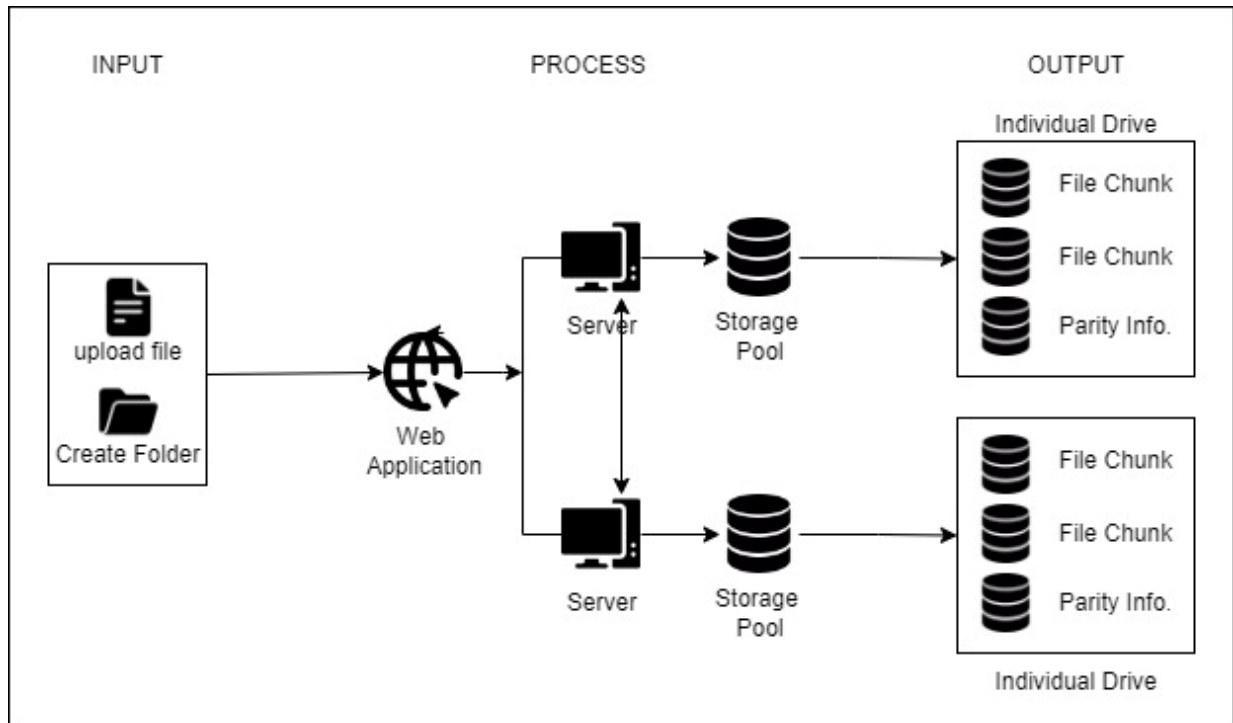 INPUT
PROCESS
OUTPUT
Individual Drive
File Chunk
File Chunk
Parity Info.
upload file
Create Folder
Web
Application
Server
Storage
Pool
Server
Storage
Pool
File Chunk
File Chunk
Parity Info.
Individual Drive